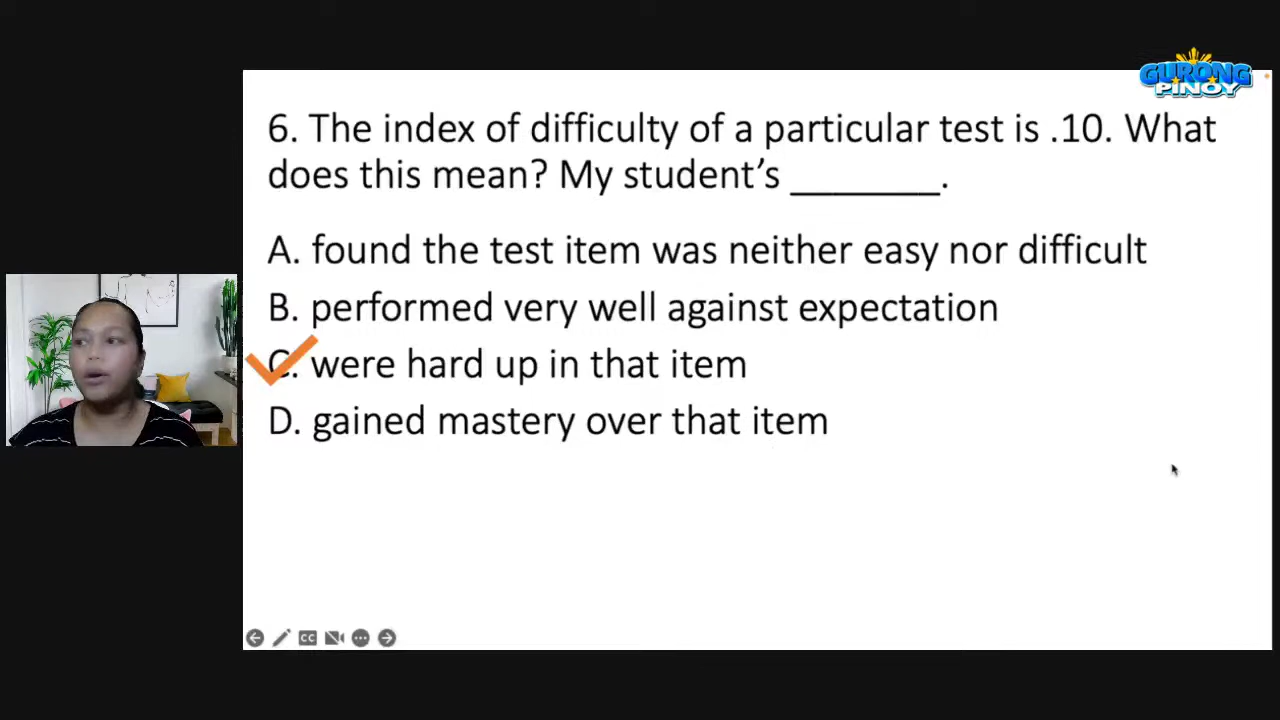 GURONG
PINOY
6. The index of difficulty of a particular test is .10. What
does this mean? My student’s _______.
A. found the test item was neither easy nor difficult
B. performed very well against expectation
C. were hard up in that item
D. gained mastery over that item
CC